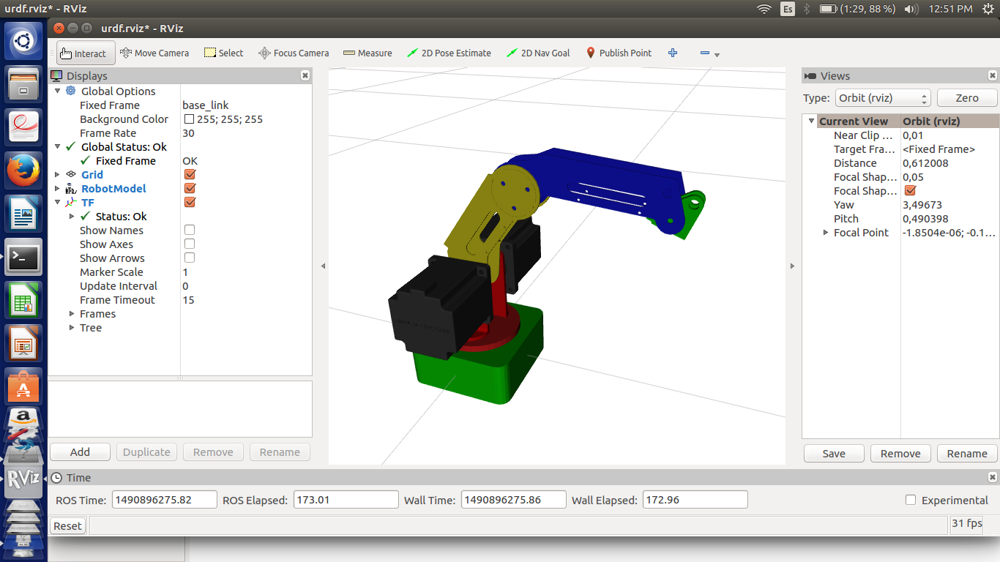 urdf.rviz* - RViz
Es
(1:29, 88 %)
12:51 PM
urdf.rviz* - RViz
Interact
Move Camera
Select
Focus Camera
Measure
2D Pose Estimate
2D Nav Goal
Publish Point
Displays
Global Options
Fixed Frame base_link
Background Color 255; 255; 255
Frame Rate 30
Global Status: Ok
Fixed Frame OK
Grid
RobotModel
TF
Status: Ok
Show Names
Show Axes
Show Arrows
Marker Scale 1
Update Interval 0
Frame Timeout 15
Frames
Tree
Add Duplicate Remove Rename
Views
Type: Orbit (rviz) Zero
Current View Orbit (rviz)
Near Clip ... 0,01
Target Fra... <Fixed Frame>
Distance 0,612008
Focal Shap... 0,05
Focal Shap...
Yaw 3,49673
Pitch 0,490398
Focal Point -1.8504e-06; -0.1...
Save Remove Rename
RViz
Time
ROS Time: 1490896275.82 ROS Elapsed: 173.01 Wall Time: 1490896275.86 Wall Elapsed: 172.96 Experimental
Reset 31 fps